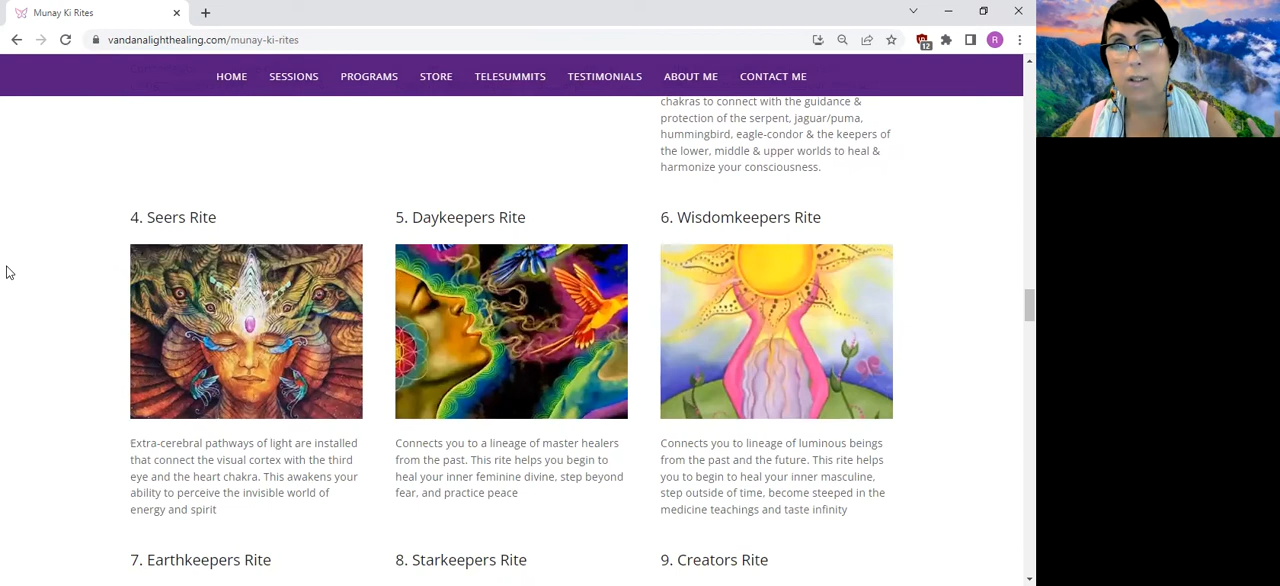 Munay Ki Rites
vandanalighthealing.com/munay-ki-rites
12
R
HOME SESSIONS PROGRAMS STORE TELESUMMITS TESTIMONIALS ABOUT ME CONTACT ME
chakras to connect with the guidance &
protection of the serpent, jaguar/puma,
hummingbird, eagle-condor & the keepers of
the lower, middle & upper worlds to heal &
harmonize your consciousness.
4. Seers Rite
Extra-cerebral pathways of light are installed
that connect the visual cortex with the third
eye and the heart chakra. This awakens your
ability to perceive the invisible world of
energy and spirit
5. Daykeepers Rite
Connects you to a lineage of master healers
from the past. This rite helps you begin to
heal your inner feminine divine, step beyond
fear, and practice peace
6. Wisdomkeepers Rite
Connects you to lineage of luminous beings
from the past and the future. This rite helps
you to begin to heal your inner masculine,
step outside of time, become steeped in the
medicine teachings and taste infinity
7. Earthkeepers Rite
8. Starkeepers Rite
9. Creators Rite